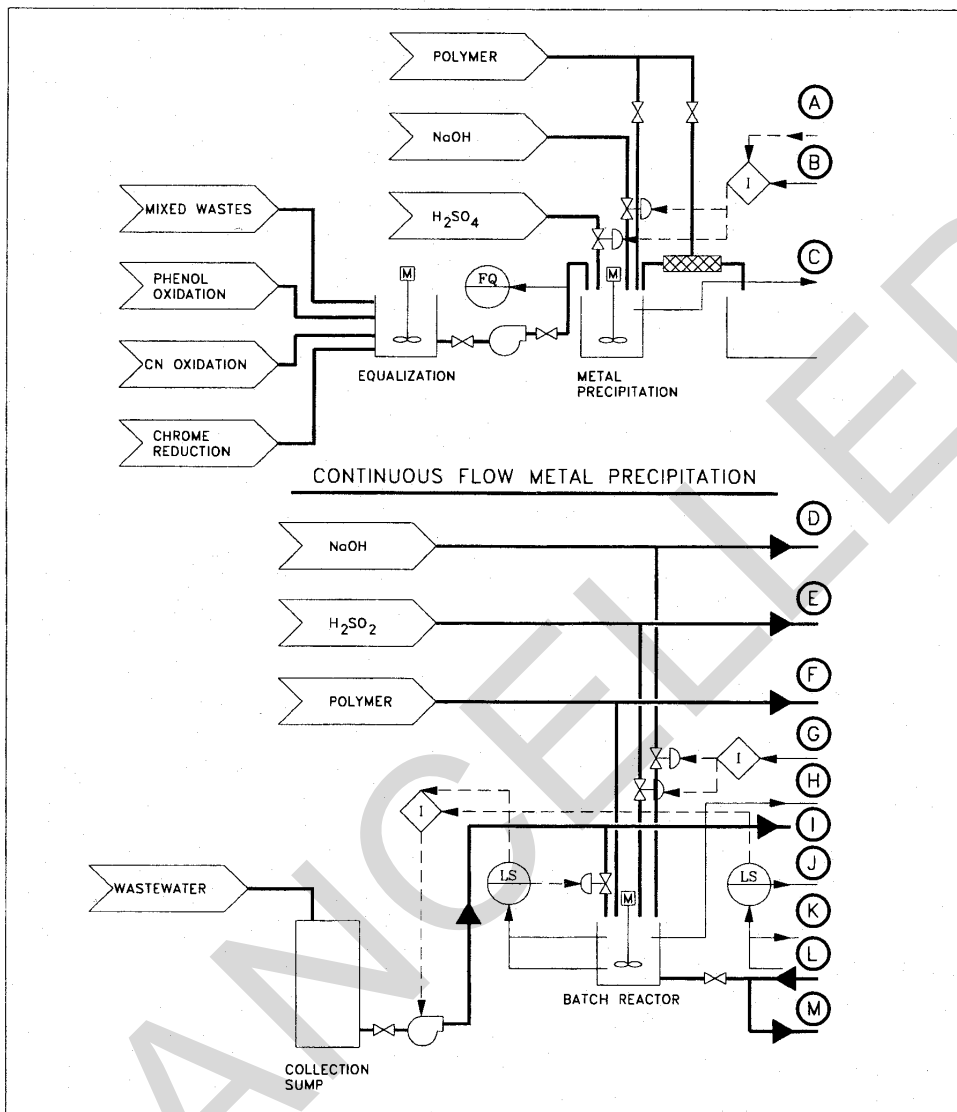 POLYMER
A
NaOH
B
I
MIXED WASTES
H2SO4
C
M
FQ
M
PHENOL
OXIDATION
CN OXIDATION
EQUALIZATION
METAL
PRECIPITATION
CHROME
REDUCTION
CONTINUOUS FLOW METAL PRECIPITATION
D
NaOH
E
H2SO2
F
POLYMER
G
I
H
I
I
J
LS
LS
WASTEWATER
M
K
L
BATCH REACTOR
M
COLLECTION
SUMP
ANCELLED